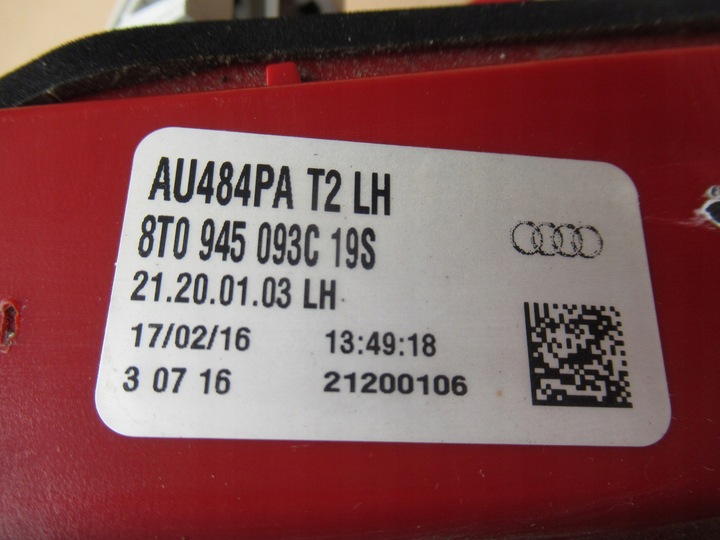 AU484PA T2 LH
8T0 945 093C 19S
21.20.01.03 LH
17/02/16 13:49:18
3 07 16 21200106